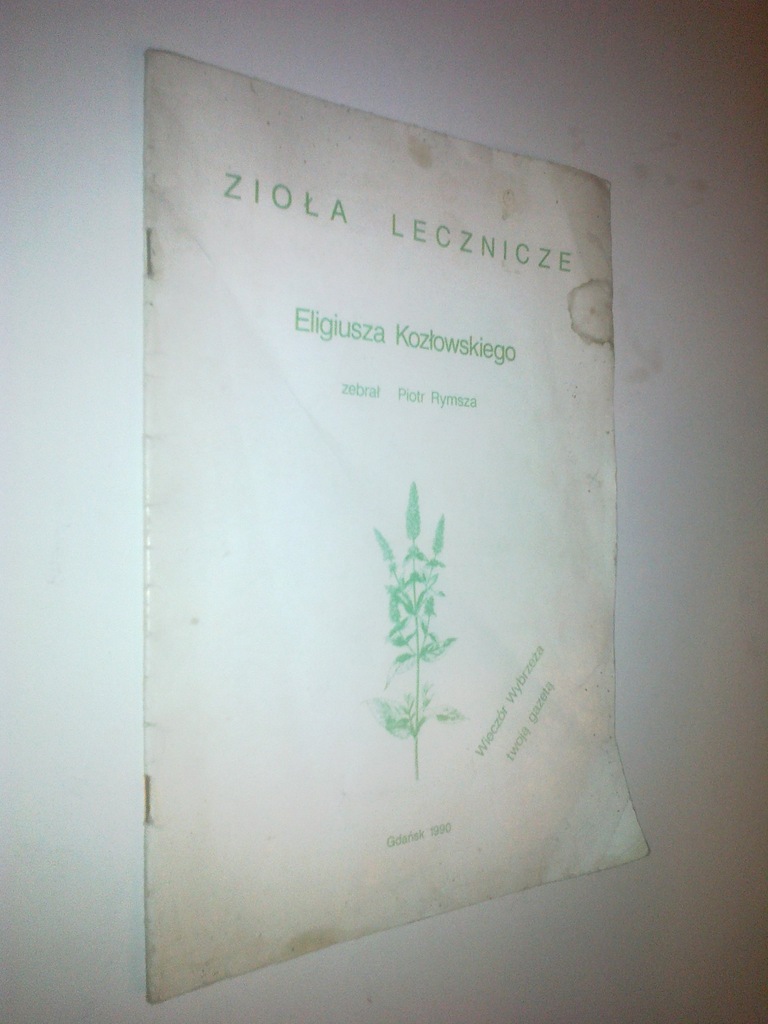 ZIOŁA LECZNICZE
Eligiusza Kozłowskiego
zebrał Piotr Rymsza
Wieczór Wybrzeża
twoją gazetą
Gdańsk 1990